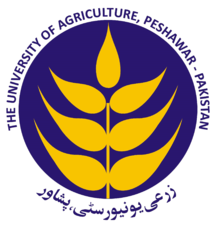 THE UNIVERSITY OF AGRICULTURE, PESHAWAR - PAKISTAN
زرعی یونیورسٹی، پشاور